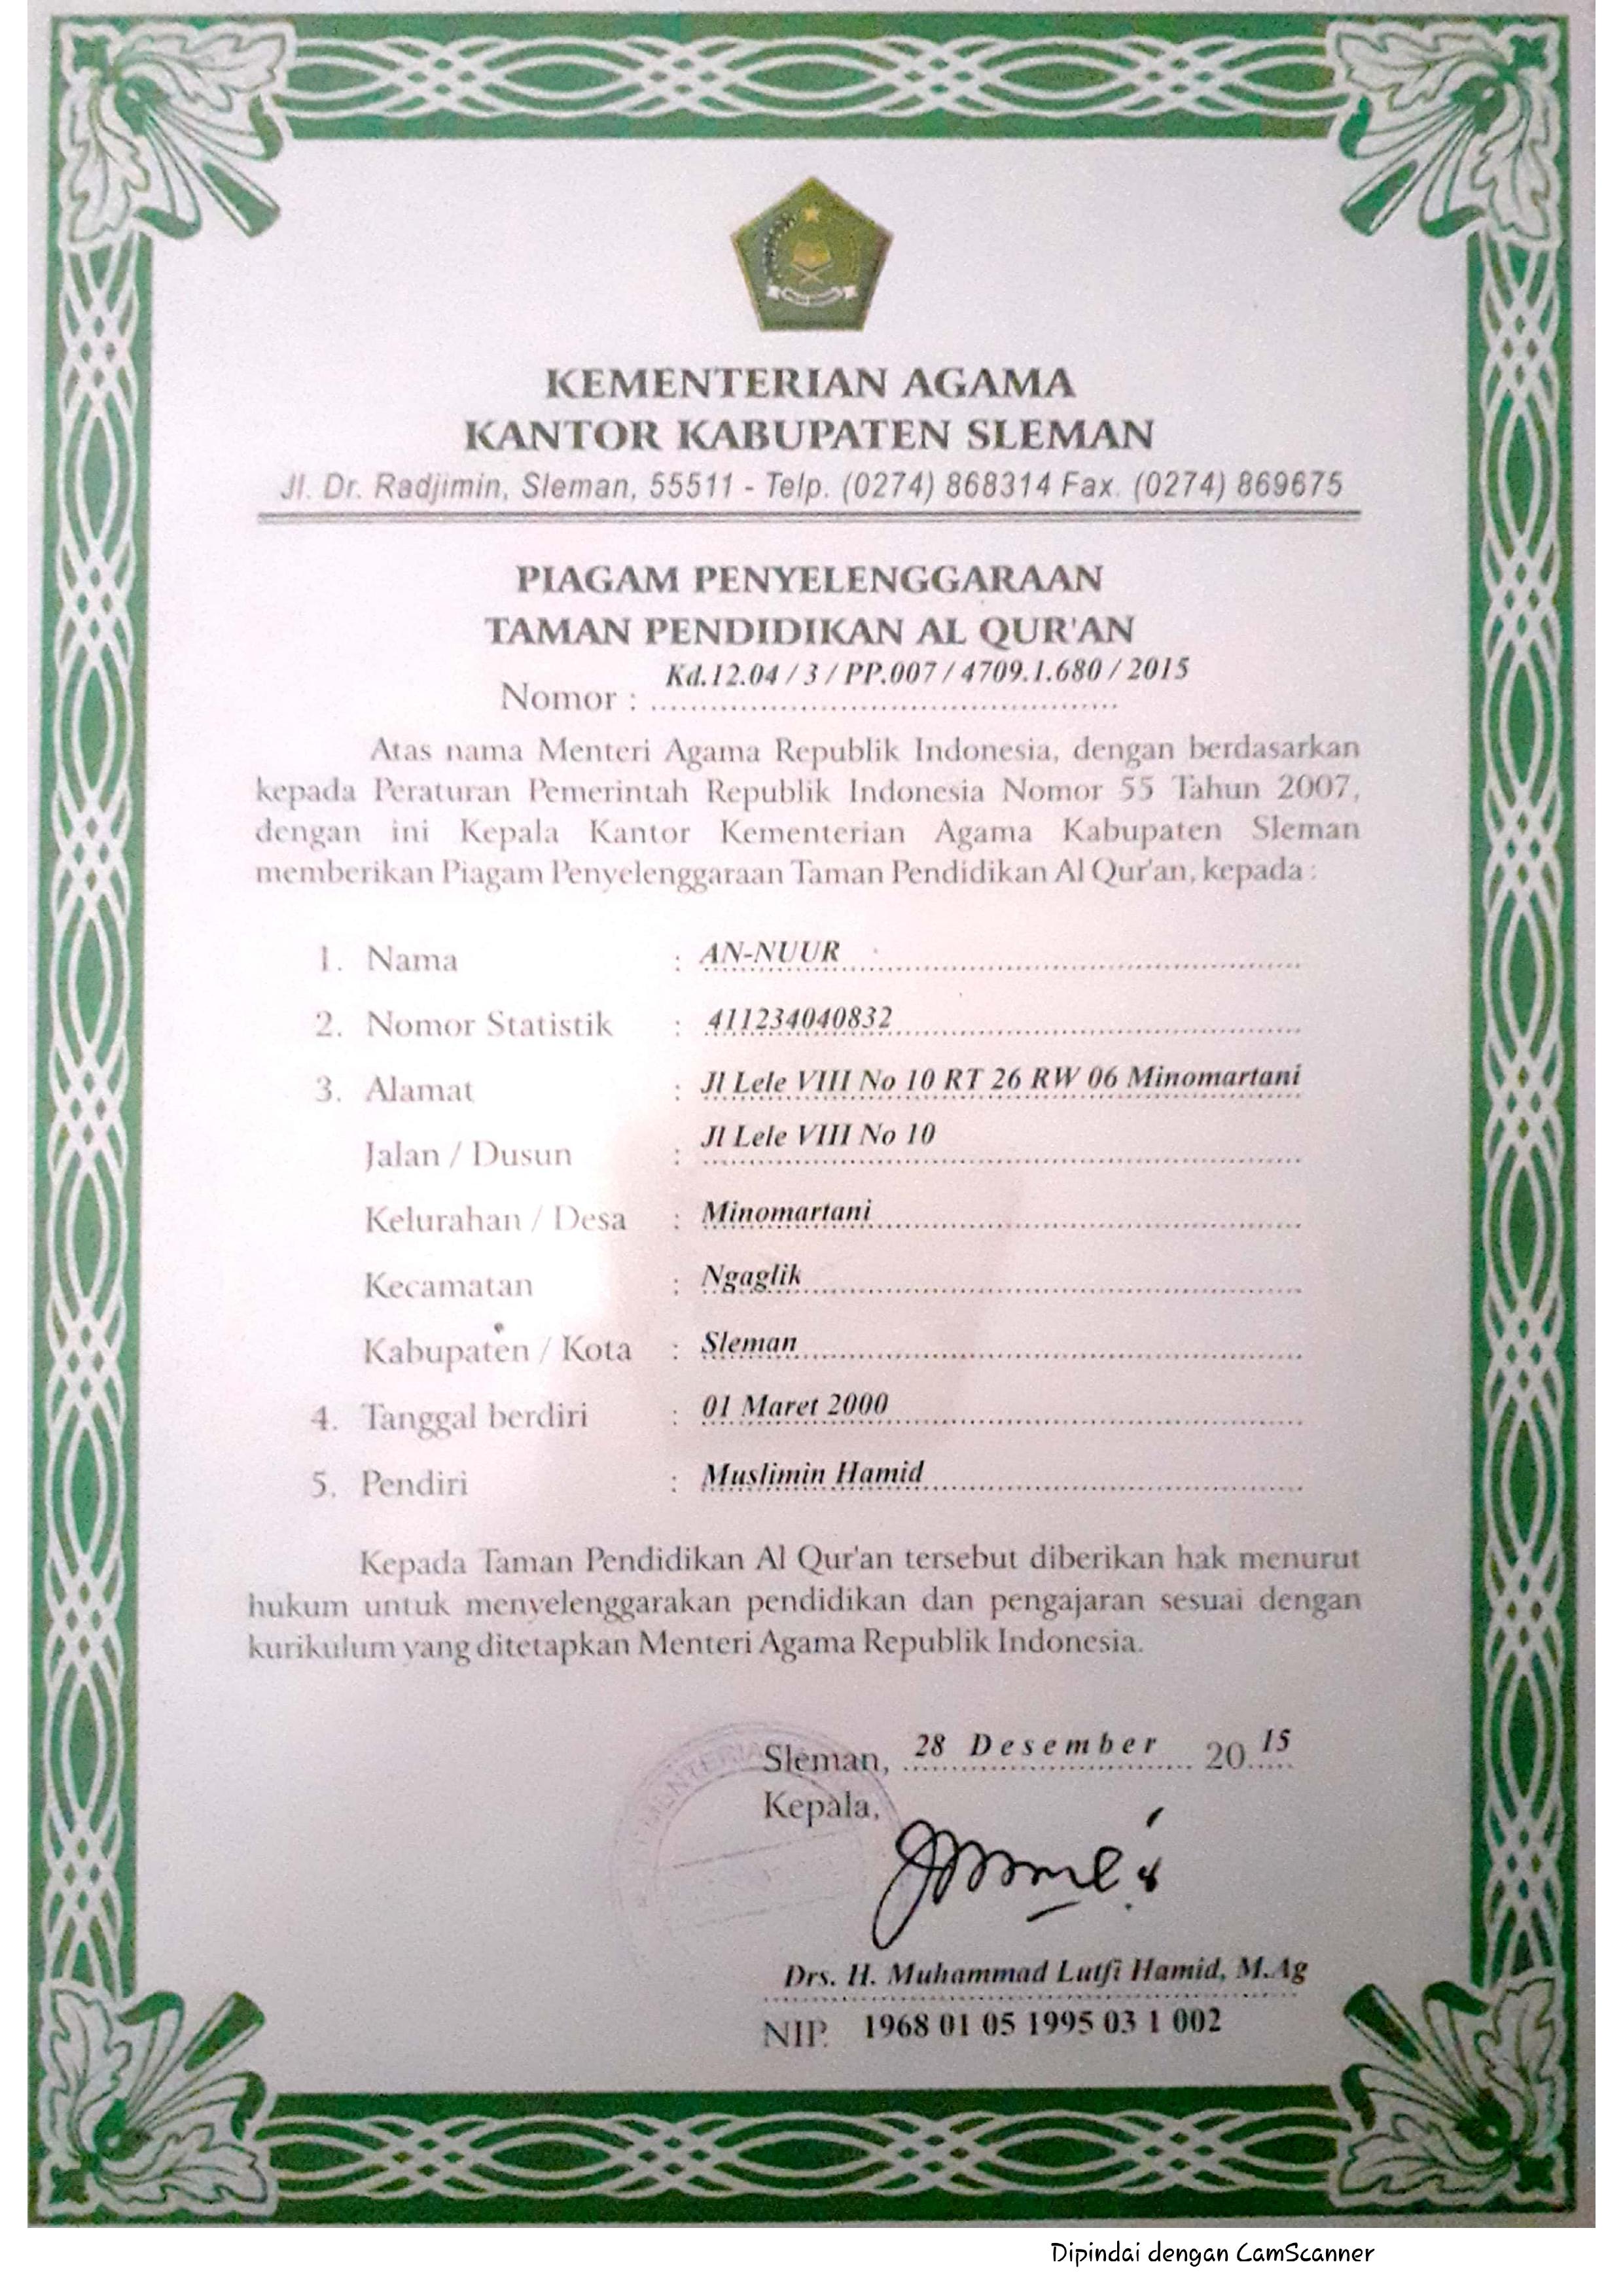 KEMENTERIAN AGAMA
KANTOR KABUPATEN SLEMAN
Jl. Dr. Radjimin, Sleman, 55511 - Telp. (0274) 868314 Fax. (0274) 869675
PIAGAM PENYELENGGARAAN
TAMAN PENDIDIKAN AL QUR'AN
Nomor : Kd.12.04 / 3 / PP.007 / 4709.1.680 / 2015
Atas nama Menteri Agama Republik Indonesia, dengan berdasarkan
kepada Peraturan Pemerintah Republik Indonesia Nomor 55 Tahun 2007,
dengan ini Kepala Kantor Kementerian Agama Kabupaten Sleman
memberikan Piagam Penyelenggaraan Taman Pendidikan Al Qur'an, kepada :
1. Nama : AN-NUUR
2. Nomor Statistik : 411234040832
3. Alamat : Jl Lele VIII No 10 RT 26 RW 06 Minomartani
Jalan / Dusun : Jl Lele VIII No 10
Kelurahan / Desa : Minomartani
Kecamatan : Ngaglik
Kabupaten / Kota : Sleman
4. Tanggal berdiri : 01 Maret 2000
5. Pendiri : Muslimin Hamid
Kepada Taman Pendidikan Al Qur'an tersebut diberikan hak menurut
hukum untuk menyelenggarakan pendidikan dan pengajaran sesuai dengan
kurikulum yang ditetapkan Menteri Agama Republik Indonesia.
Sleman, 28 Desember 2015
Kepala,
Drs. H. Muhammad Lutfi Hamid, M.Ag
NIP. 1968 01 05 1995 03 1 002
Dipindai dengan CamScanner